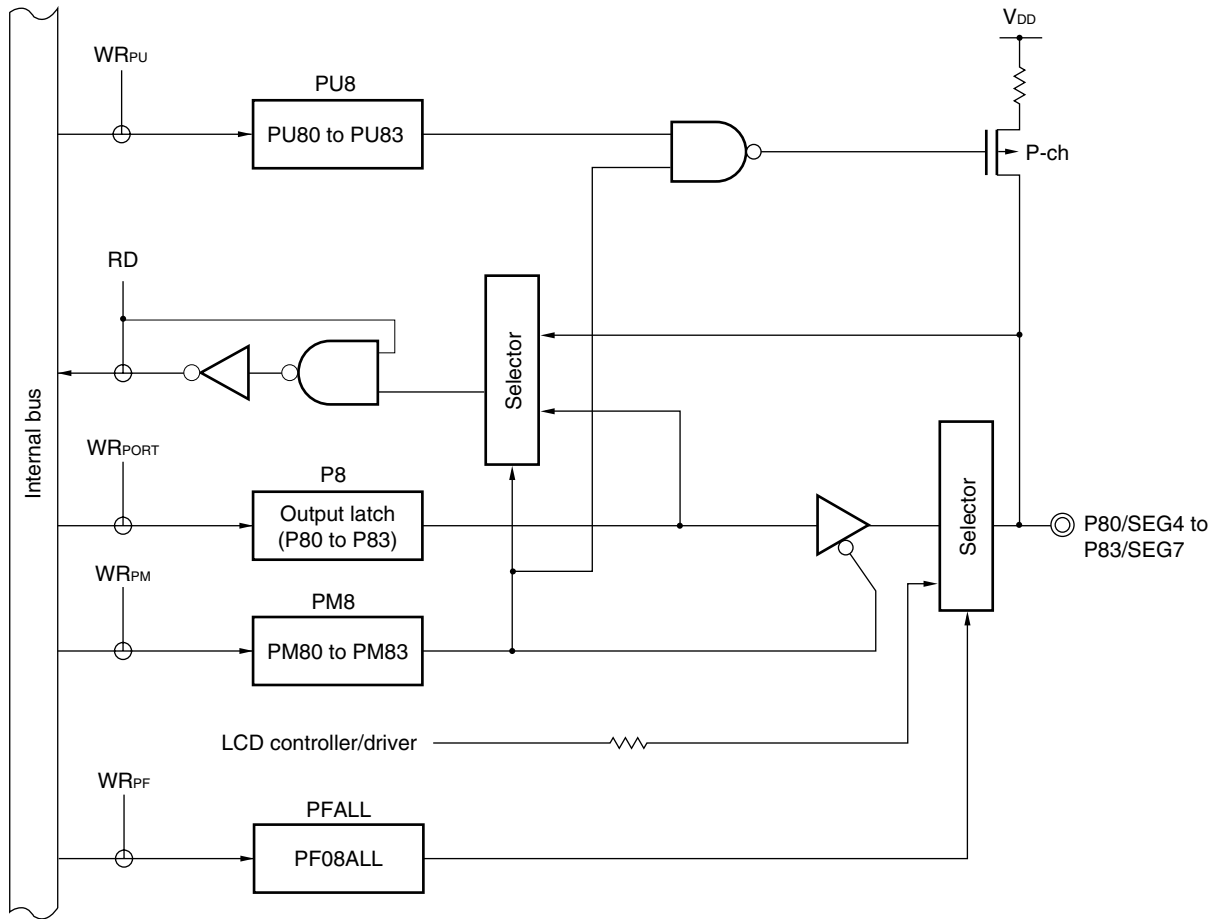 VDD
WRPU
PU8
PU80 to PU83
P-ch
RD
Selector
Internal bus
WRPORT
P8
Output latch
(P80 to P83)
Selector
P80/SEG4 to
P83/SEG7
WRPM
PM8
PM80 to PM83
LCD controller/driver
WRPF
PFALL
PF08ALL